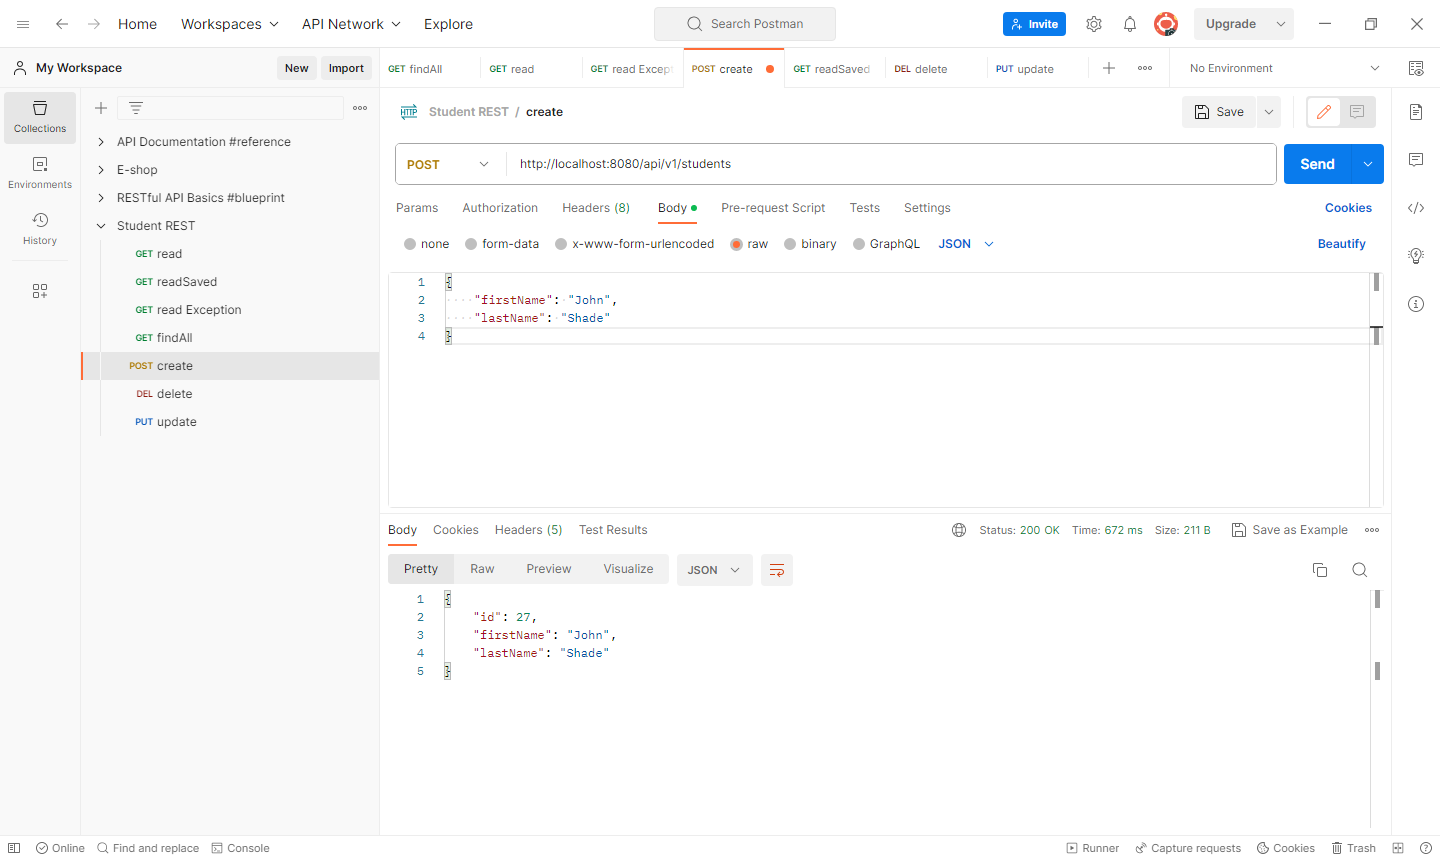 Home Workspaces API Network Explore Search Postman Invite Upgrade
My Workspace New Import GET findAll GET read GET read Excep POST create GET readSaved DEL delete PUT update No Environment
Collections
Environments
History
API Documentation #reference
E-shop
RESTful API Basics #blueprint
Student REST
GET read
GET readSaved
GET read Exception
GET findAll
POST create
DEL delete
PUT update
HTTP Student REST / create Save
POST http://localhost:8080/api/v1/students Send
Params Authorization Headers (8) Body Pre-request Script Tests Settings Cookies
none form-data x-www-form-urlencoded raw binary GraphQL JSON Beautify
1 {
2 "firstName": "John",
3 "lastName": "Shade"
4 }
Body Cookies Headers (5) Test Results Status: 200 OK Time: 672 ms Size: 211 B Save as Example
Pretty Raw Preview Visualize JSON
1 {
2 "id": 27,
3 "firstName": "John",
4 "lastName": "Shade"
5 }
Online Find and replace Console Runner Capture requests Cookies Trash